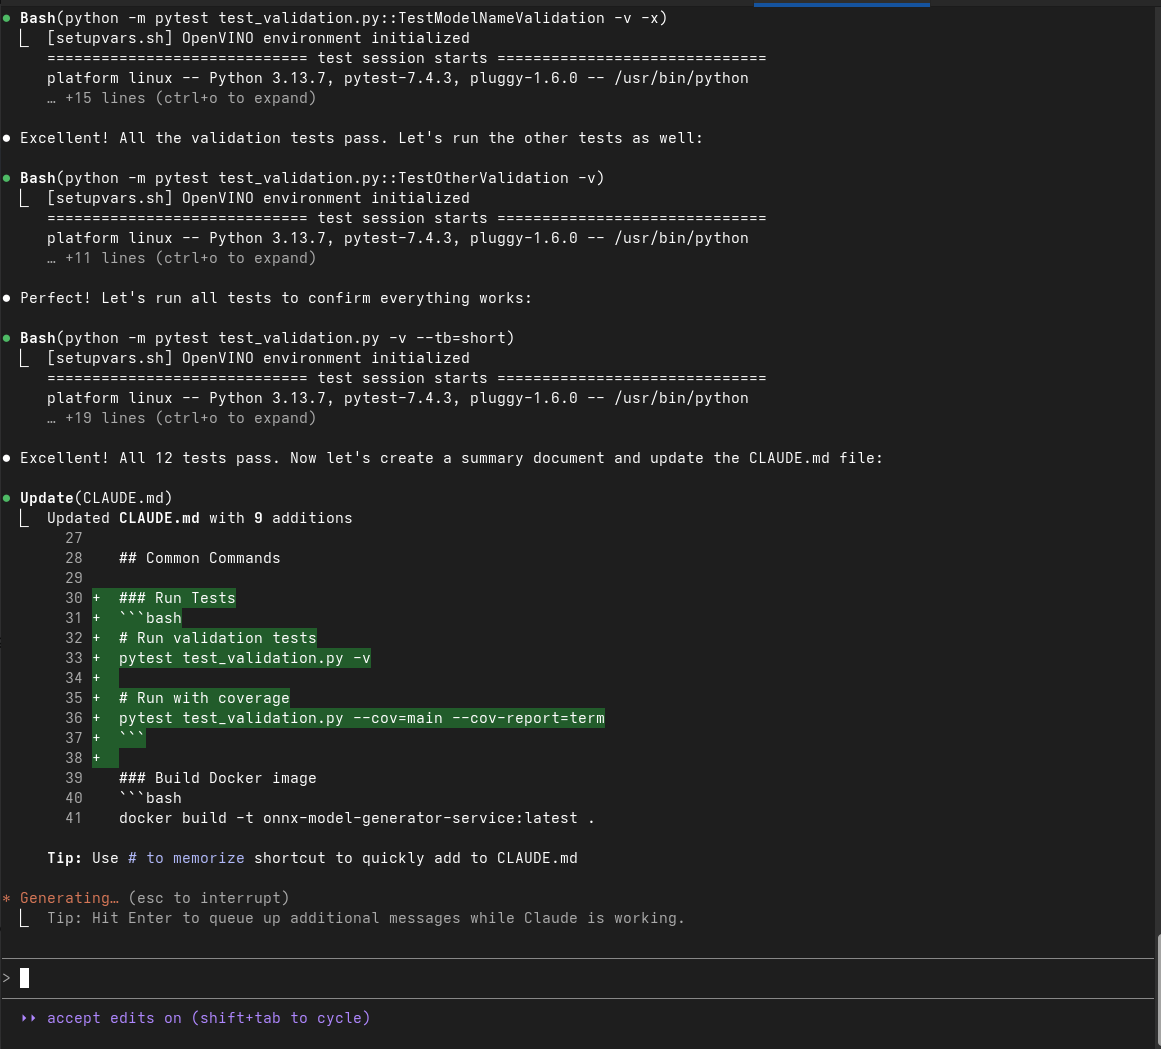 ● Bash(python -m pytest test_validation.py::TestModelNameValidation -v -x)
⎿  [setupvars.sh] OpenVINO environment initialized
============================= test session starts ==============================
platform linux -- Python 3.13.7, pytest-7.4.3, pluggy-1.6.0 -- /usr/bin/python
… +15 lines (ctrl+o to expand)
● Excellent! All the validation tests pass. Let's run the other tests as well:
● Bash(python -m pytest test_validation.py::TestOtherValidation -v)
⎿  [setupvars.sh] OpenVINO environment initialized
============================= test session starts ==============================
platform linux -- Python 3.13.7, pytest-7.4.3, pluggy-1.6.0 -- /usr/bin/python
… +11 lines (ctrl+o to expand)
● Perfect! Let's run all tests to confirm everything works:
● Bash(python -m pytest test_validation.py -v --tb=short)
⎿  [setupvars.sh] OpenVINO environment initialized
============================= test session starts ==============================
platform linux -- Python 3.13.7, pytest-7.4.3, pluggy-1.6.0 -- /usr/bin/python
… +19 lines (ctrl+o to expand)
● Excellent! All 12 tests pass. Now let's create a summary document and update the CLAUDE.md file:
● Update(CLAUDE.md)
⎿  Updated CLAUDE.md with 9 additions
27
28    ## Common Commands
29
30 +  ### Run Tests
31 +  ```bash
32 +  # Run validation tests
33 +  pytest test_validation.py -v
34 +
35 +  # Run with coverage
36 +  pytest test_validation.py --cov=main --cov-report=term
37 +  ```
38 +
39    ### Build Docker image
40    ```bash
41    docker build -t onnx-model-generator-service:latest .
Tip: Use # to memorize shortcut to quickly add to CLAUDE.md
* Generating… (esc to interrupt)
⎿  Tip: Hit Enter to queue up additional messages while Claude is working.
>
⏵⏵ accept edits on (shift+tab to cycle)